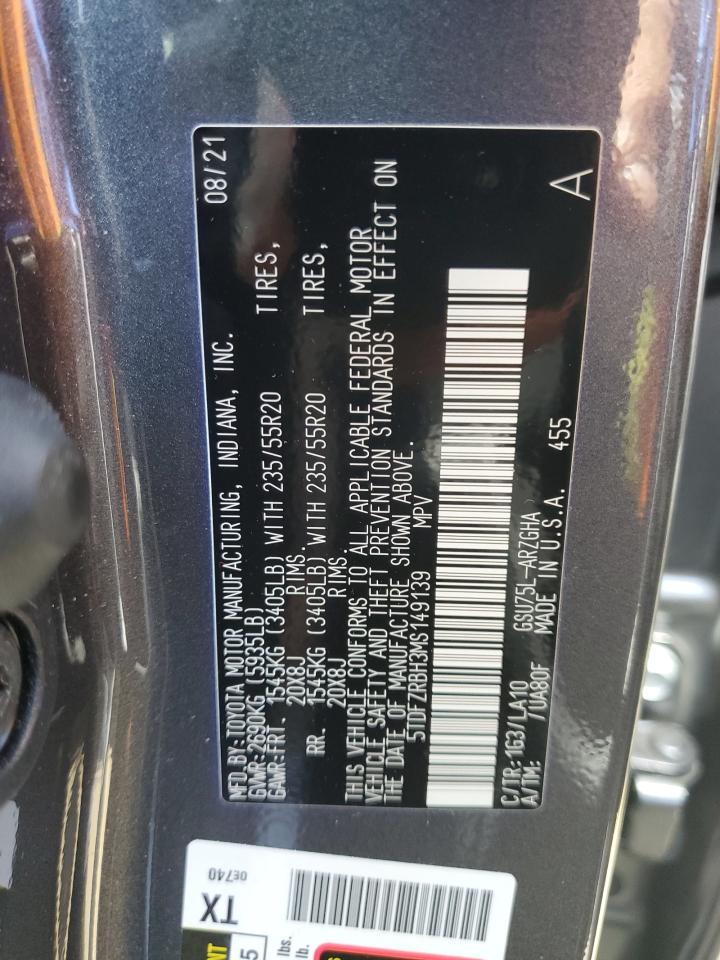 MFD.BY:TOYOTA MOTOR MANUFACTURING, INDIANA, INC. 08/21
GVWR:2690KG (5935LB)
GAWR:FRT. 1545KG (3405LB) WITH 235/55R20 TIRES,
20X8J RIMS.
RR. 1545KG (3405LB) WITH 235/55R20 TIRES,
20X8J RIMS.
THIS VEHICLE CONFORMS TO ALL APPLICABLE FEDERAL MOTOR
VEHICLE SAFETY AND THEFT PREVENTION STANDARDS IN EFFECT ON
THE DATE OF MANUFACTURE SHOWN ABOVE.
5TDFZRBH3MS149139 MPV
C/TR:1G3/LA10 GSU75L-ARZGHA
A/TM: /UA80F MADE IN U.S.A. 455 A
TX 0E740
5
lbs.
lb.